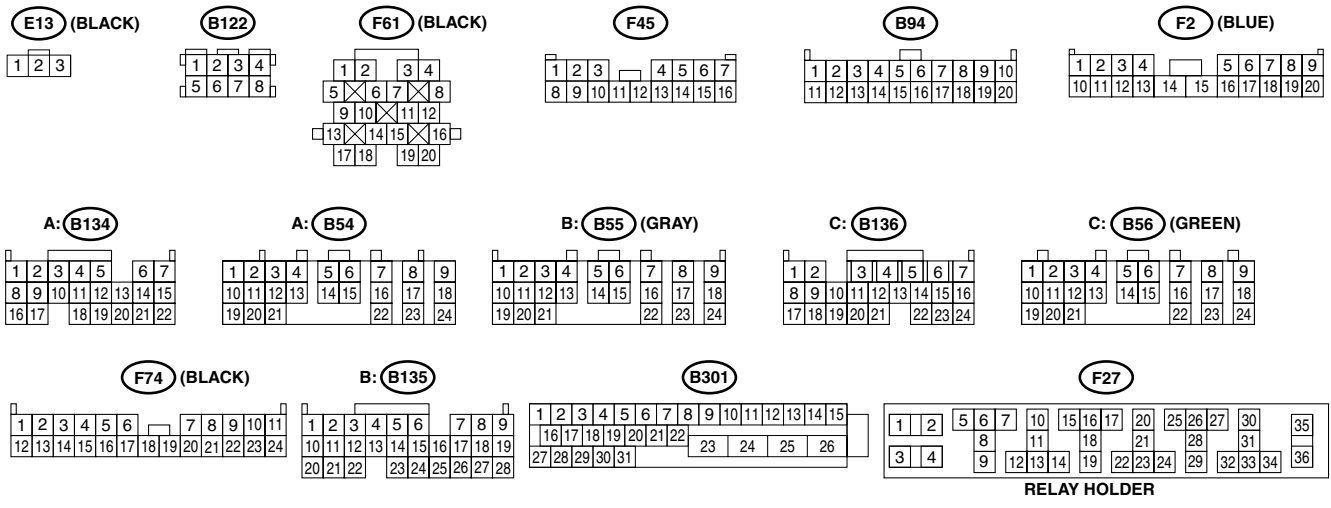 E13 (BLACK)
1 2 3
B122
1 2 3 4
5 6 7 8
F61 (BLACK)
1 2 3 4
5 6 7 8
9 10 11 12
13 14 15 16
17 18 19 20
F45
1 2 3 4 5 6 7
8 9 10 11 12 13 14 15 16
B94
1 2 3 4 5 6 7 8 9 10
11 12 13 14 15 16 17 18 19 20
F2 (BLUE)
1 2 3 4 5 6 7 8 9
10 11 12 13 14 15 16 17 18 19 20
A: B134
1 2 3 4 5 6 7
8 9 10 11 12 13 14 15
16 17 18 19 20 21 22
A: B54
1 2 3 4 5 6 7 8 9
10 11 12 13 14 15 16 17 18
19 20 21 22 23 24
B: B55 (GRAY)
1 2 3 4 5 6 7 8 9
10 11 12 13 14 15 16 17 18
19 20 21 22 23 24
C: B136
1 2 3 4 5 6 7
8 9 10 11 12 13 14 15 16
17 18 19 20 21 22 23 24
C: B56 (GREEN)
1 2 3 4 5 6 7 8 9
10 11 12 13 14 15 16 17 18
19 20 21 22 23 24
F74 (BLACK)
1 2 3 4 5 6 7 8 9 10 11
12 13 14 15 16 17 18 19 20 21 22 23 24
B: B135
1 2 3 4 5 6 7 8 9
10 11 12 13 14 15 16 17 18 19
20 21 22 23 24 25 26 27 28
B301
1 2 3 4 5 6 7 8 9 10 11 12 13 14 15
16 17 18 19 20 21 22 23 24 25 26
27 28 29 30 31
F27
1 2 5 6 7 10 15 16 17 20 25 26 27 30 35
8 11 18 21 28 31
3 4 9 12 13 14 19 22 23 24 29 32 33 34 36
RELAY HOLDER